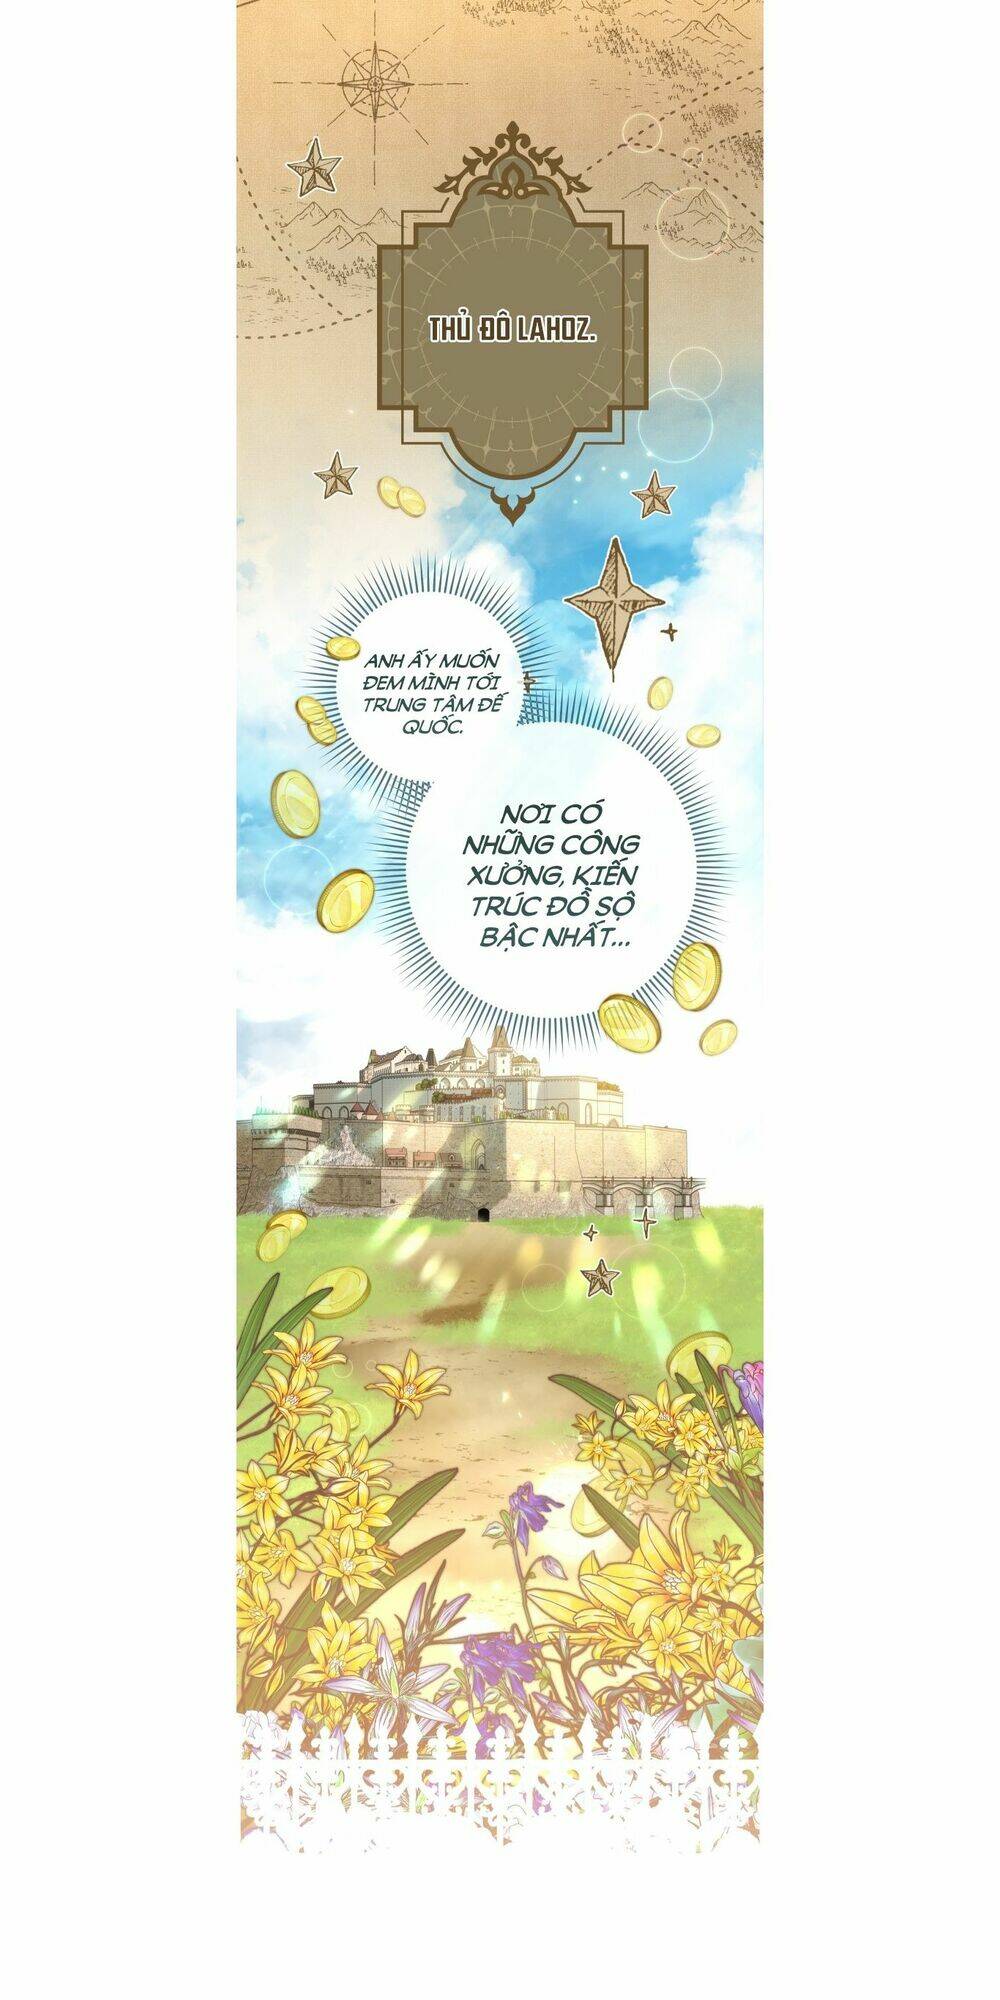 THỦ ĐÔ LAHOZ.
ANH ẤY MUỐN
ĐEM MÌNH TỚI
TRUNG TÂM ĐẾ
QUỐC.
NƠI CÓ
NHỮNG CÔNG
XƯỞNG, KIẾN
TRÚC ĐỒ SỘ
BẬC NHẤT...